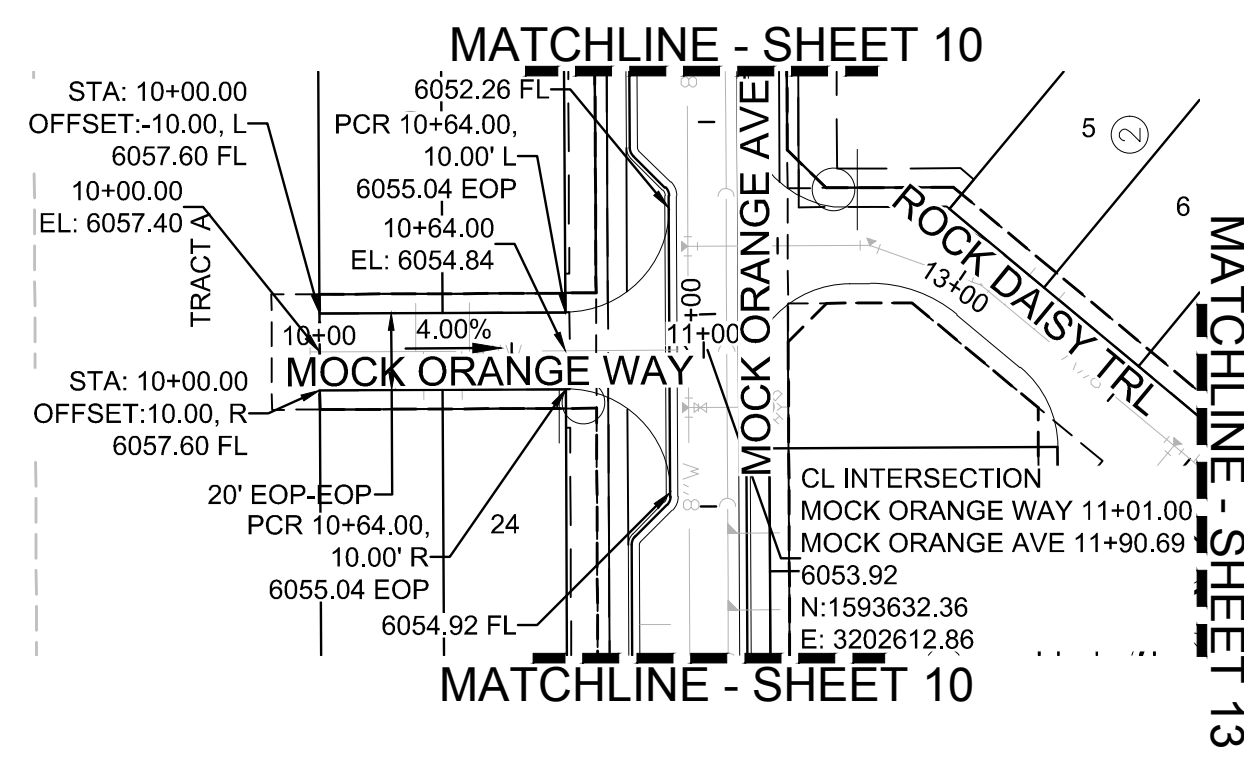 MATCHLINE - SHEET 10
STA: 10+00.00
OFFSET:-10.00, L
6057.60 FL
10+00.00
EL: 6057.40
TRACT A
6052.26 FL
PCR 10+64.00,
10.00' L
6055.04 EOP
10+64.00
EL: 6054.84
MOCK ORANGE AVE
5
2
6
ROCK DAISY TRL
13+00
10+00
4.00%
11+00
+00
MOCK ORANGE WAY
STA: 10+00.00
OFFSET:10.00, R
6057.60 FL
20' EOP-EOP
PCR 10+64.00,
10.00' R
6055.04 EOP
24
6054.92 FL
8"W
CL INTERSECTION
MOCK ORANGE WAY 11+01.00
MOCK ORANGE AVE 11+90.69
6053.92
N:1593632.36
E: 3202612.86
MATCHLINE - SHEET 10
MATCHLINE - SHEET 13